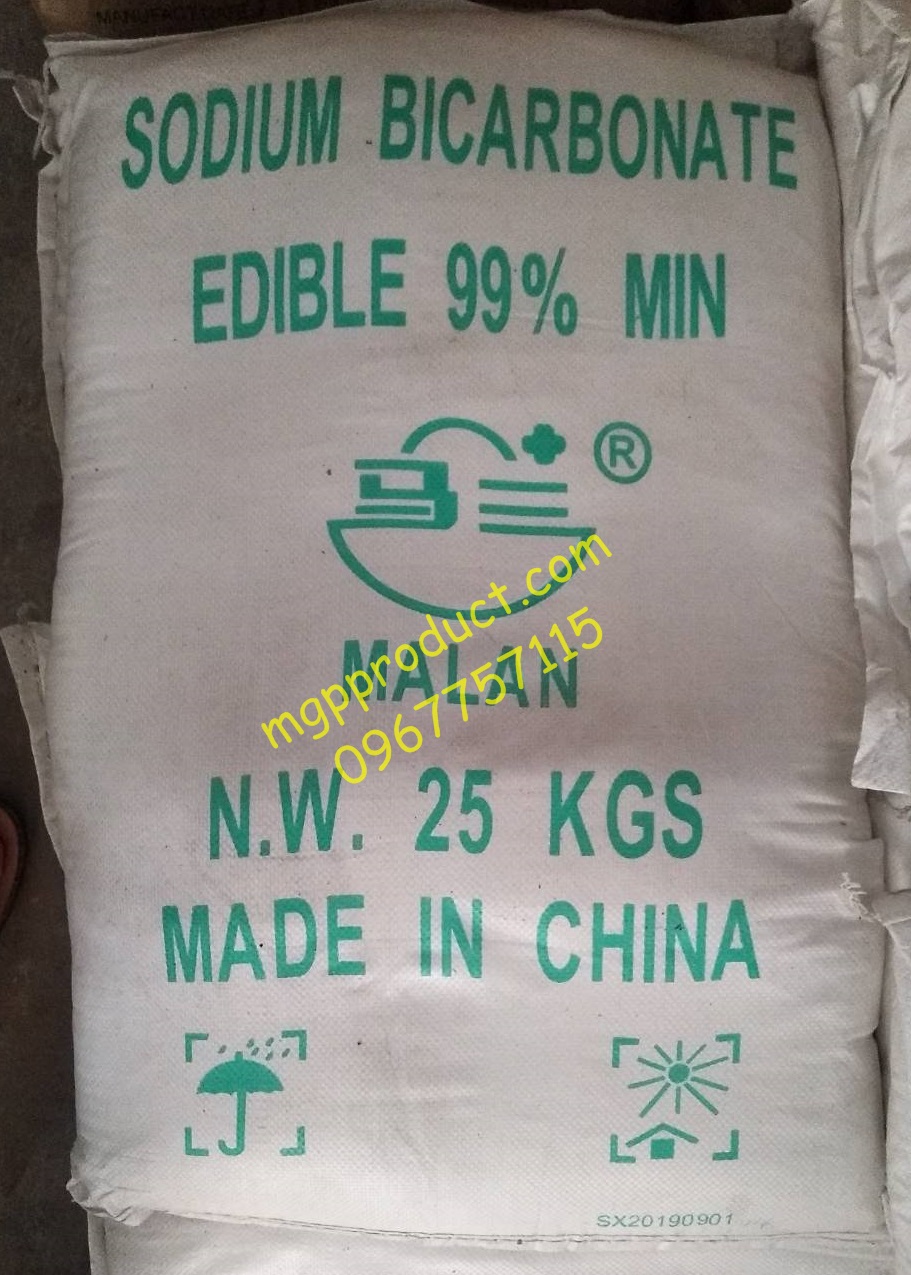 SODIUM BICARBONATE
EDIBLE 99% MIN
®
MALAN
mgpproduct.com
0967757115
N.W. 25 KGS
MADE IN CHINA
SX20190901